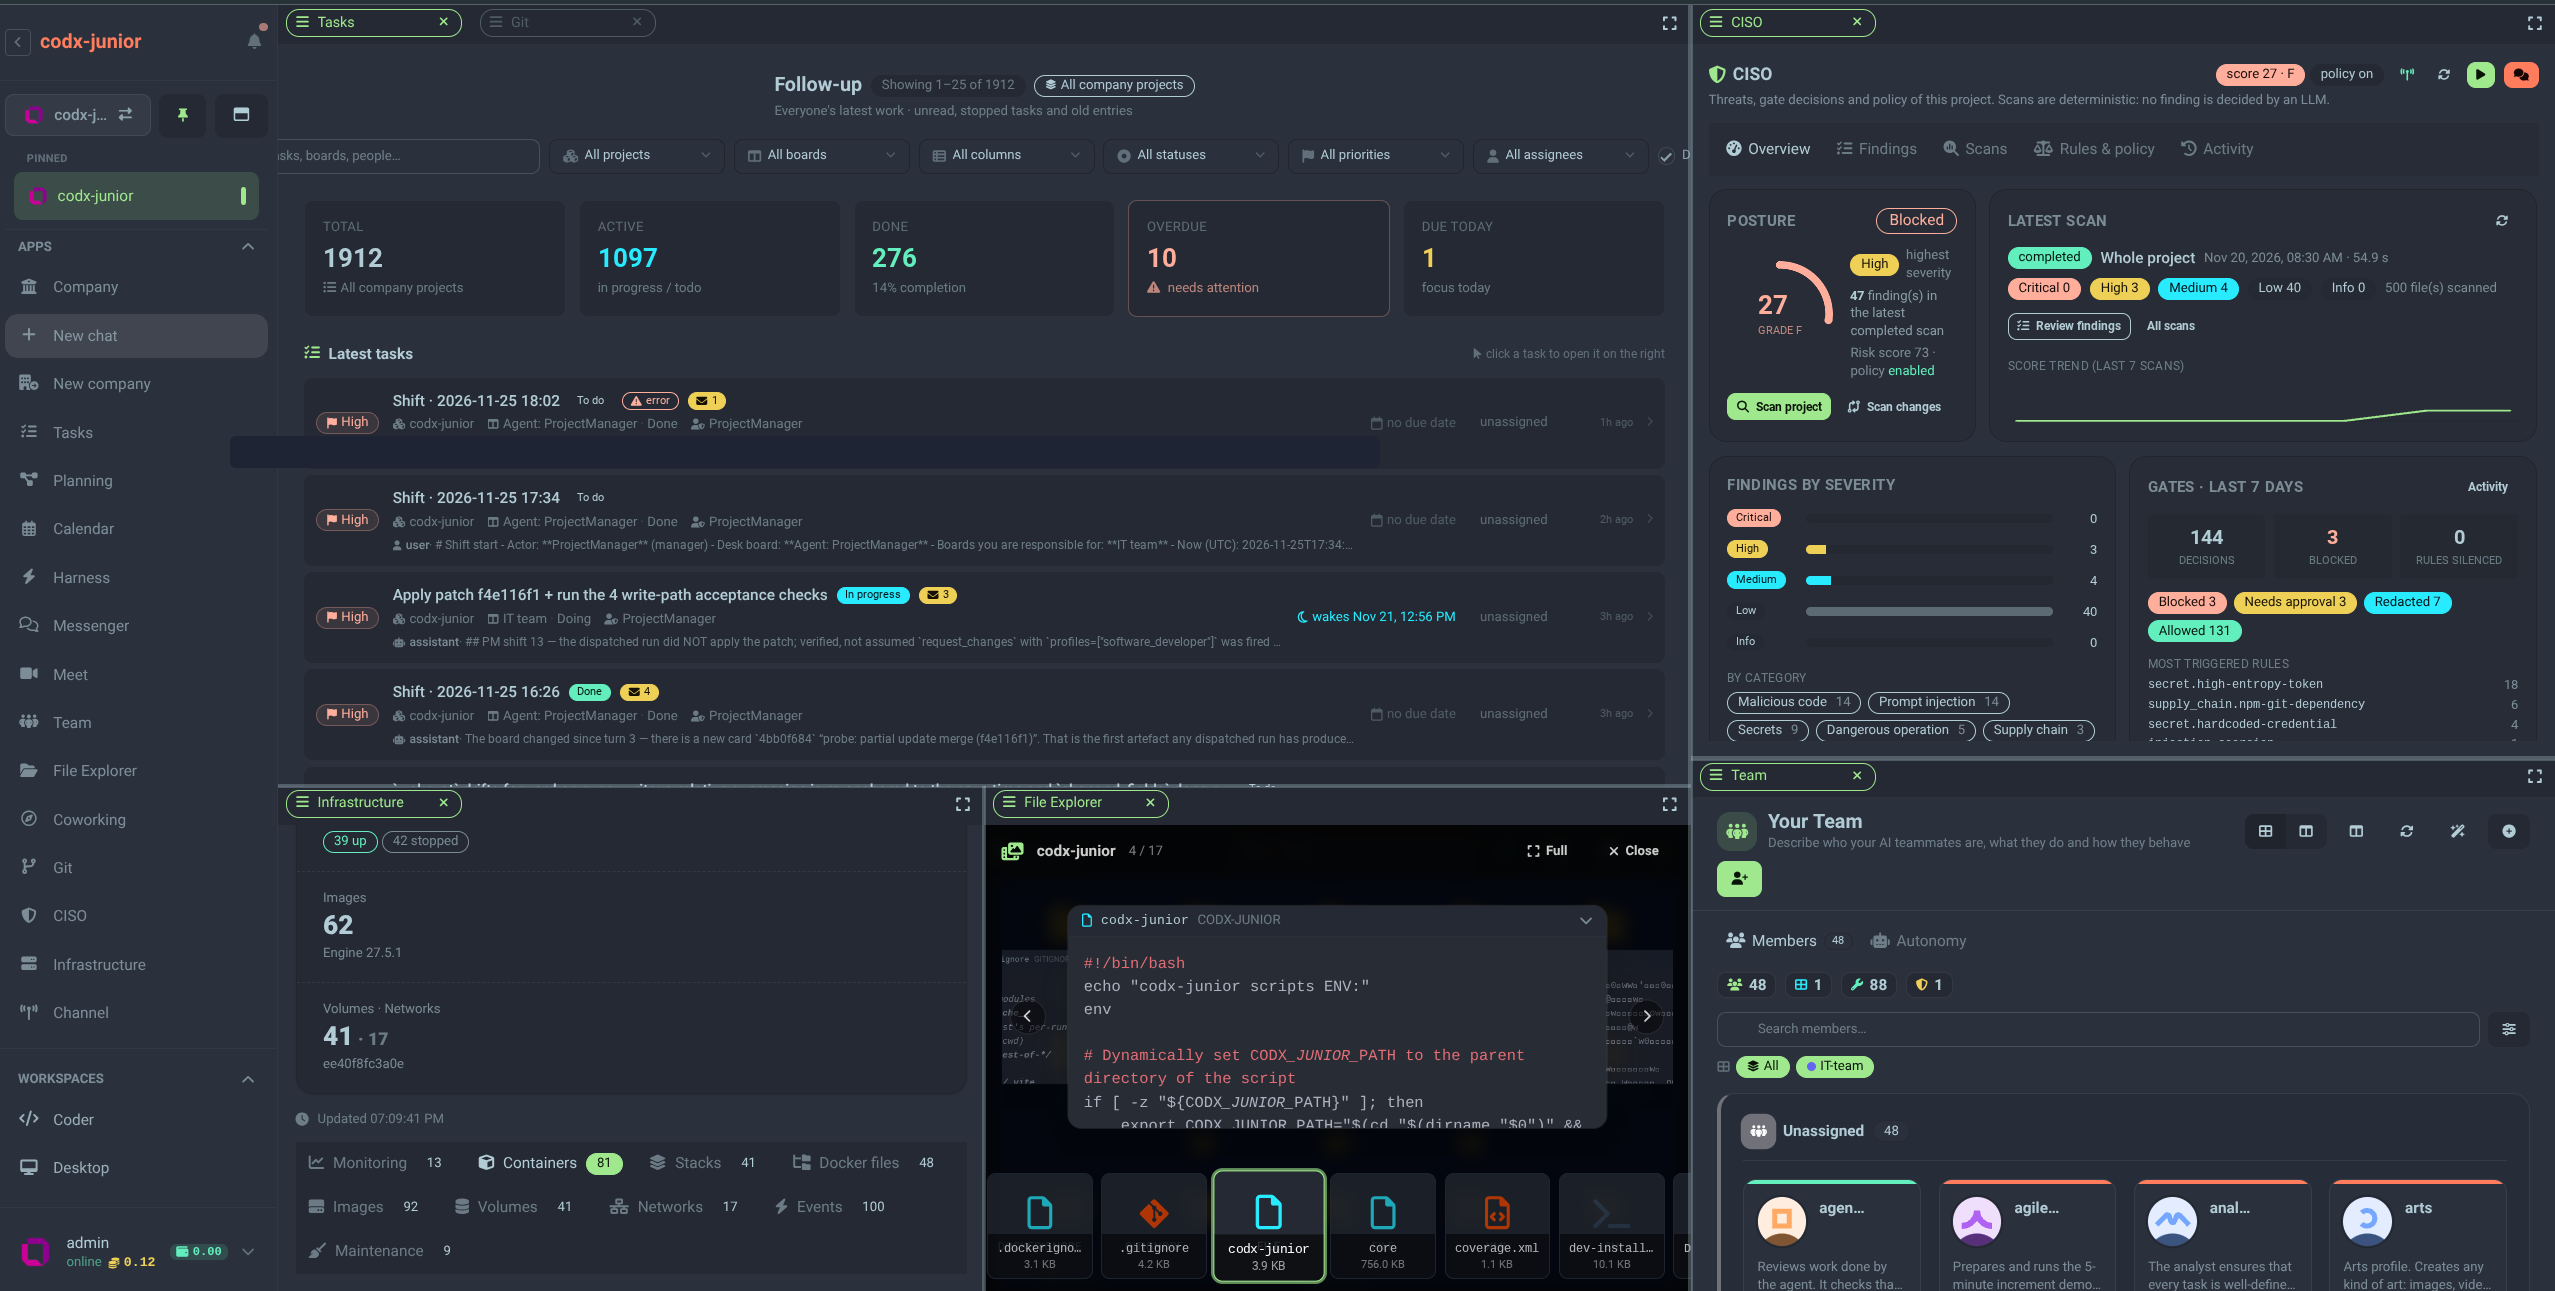 codx-junior
codx-j...
PINNED
codx-junior
APPS
Company
New chat
New company
Tasks
Planning
Calendar
Harness
Messenger
Meet
Team
File Explorer
Coworking
Git
CISO
Infrastructure
Channel
WORKSPACES
Coder
Desktop
admin
online 0.12
0.00
Tasks
Git
Follow-up Showing 1–25 of 1912 All company projects
Everyone's latest work · unread, stopped tasks and old entries
sks, boards, people...
All projects
All boards
All columns
All statuses
All priorities
All assignees
D
TOTAL
1912
All company projects
ACTIVE
1097
in progress / todo
DONE
276
14% completion
OVERDUE
10
needs attention
DUE TODAY
1
focus today
Latest tasks
click a task to open it on the right
High
Shift · 2026-11-25 18:02 To do error 1
codx-junior Agent: ProjectManager · Done ProjectManager
no due date unassigned 1h ago
High
Shift · 2026-11-25 17:34 To do
codx-junior Agent: ProjectManager · Done ProjectManager
user· # Shift start - Actor: **ProjectManager** (manager) - Desk board: **Agent: ProjectManager** - Boards you are responsible for: **IT team** - Now (UTC): 2026-11-25T17:34:...
no due date unassigned 2h ago
High
Apply patch f4e116f1 + run the 4 write-path acceptance checks In progress 3
codx-junior IT team · Doing ProjectManager
assistant· ## PM shift 13 — the dispatched run did NOT apply the patch; verified, not assumed `request_changes` with `profiles=["software_developer"]` was fired ...
wakes Nov 21, 12:56 PM unassigned 3h ago
High
Shift · 2026-11-25 16:26 Done 4
codx-junior Agent: ProjectManager · Done ProjectManager
assistant· The board changed since turn 3 — there is a new card `4bb0f684` "probe: partial update merge (f4e116f1)". That is the first artefact any dispatched run has produce...
no due date unassigned 3h ago
Infrastructure
39 up 42 stopped
Images
62
Engine 27.5.1
Volumes · Networks
41 · 17
ee40f8fc3a0e
Updated 07:09:41 PM
Monitoring 13
Containers 81
Stacks 41
Docker files 48
Images 92
Volumes 41
Networks 17
Events 100
Maintenance 9
File Explorer
codx-junior 4 / 17
Full
Close
codx-junior CODX-JUNIOR
#!/bin/bash
echo "codx-junior scripts ENV:"
env
# Dynamically set CODX_JUNIOR_PATH to the parent
directory of the script
if [ -z "${CODX_JUNIOR_PATH}" ]; then
export CODX_JUNIOR_PATH="$(cd "$(dirname "$0")" &&
.dockerigno...
3.1 KB
.gitignore
4.2 KB
codx-junior
3.9 KB
core
756.0 KB
coverage.xml
1.1 KB
dev-install...
10.1 KB
D
CISO
CISO
score 27 · F
policy on
Threats, gate decisions and policy of this project. Scans are deterministic: no finding is decided by an LLM.
Overview
Findings
Scans
Rules & policy
Activity
POSTURE
Blocked
27
GRADE F
High highest
severity
47 finding(s) in
the latest
completed scan
Risk score 73 ·
policy enabled
Scan project
Scan changes
LATEST SCAN
completed Whole project Nov 20, 2026, 08:30 AM · 54.9 s
Critical 0 High 3 Medium 4 Low 40 Info 0 500 file(s) scanned
Review findings
All scans
SCORE TREND (LAST 7 SCANS)
FINDINGS BY SEVERITY
Critical 0
High 3
Medium 4
Low 40
Info 0
BY CATEGORY
Malicious code 14
Prompt injection 14
Secrets 9
Dangerous operation 5
Supply chain 3
GATES · LAST 7 DAYS
Activity
144
DECISIONS
3
BLOCKED
0
RULES SILENCED
Blocked 3 Needs approval 3 Redacted 7
Allowed 131
MOST TRIGGERED RULES
secret.high-entropy-token 18
supply_chain.npm-git-dependency 6
secret.hardcoded-credential 4
Team
Your Team
Describe who your AI teammates are, what they do and how they behave
Members 48
Autonomy
48
1
88
1
Search members...
All
IT-team
Unassigned 48
agen...
Reviews work done by
the agent. It checks tha...
agile...
Prepares and runs the 5-
minute increment demo...
anal...
The analyst ensures that
every task is well-define...
arts
Arts profile. Creates any
kind of art: images, vide...